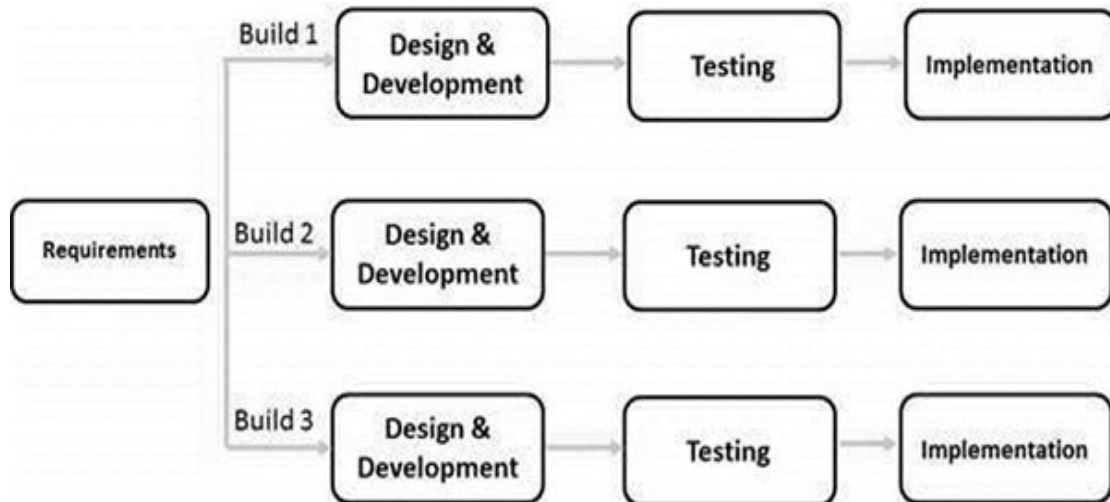 Build 1
Design &
Development
Testing
Implementation
Requirements
Build 2
Design &
Development
Testing
Implementation
Build 3
Design &
Development
Testing
Implementation